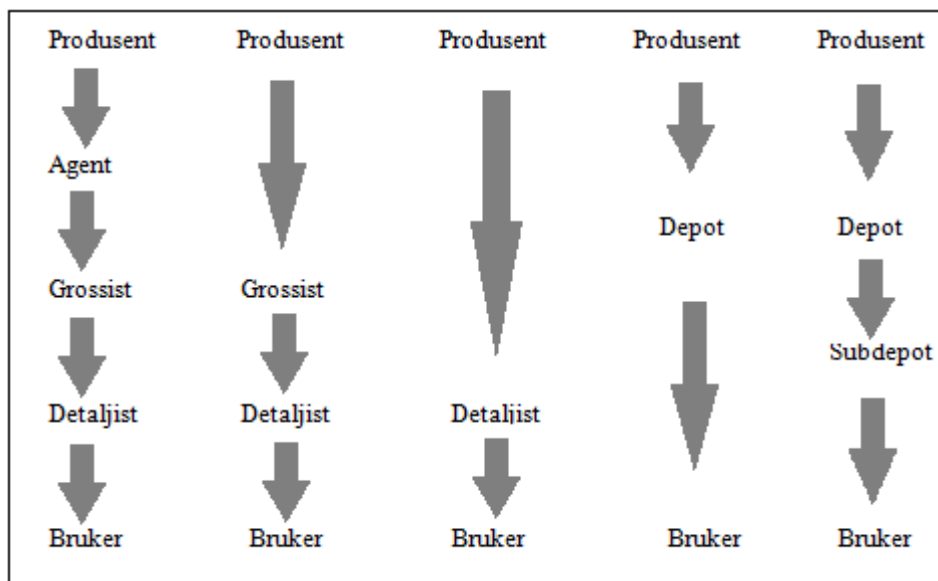 Produsent Produsent Produsent Produsent Produsent
Agent
Depot Depot
Grossist Grossist
Subdepot
Detaljist Detaljist Detaljist
Bruker Bruker Bruker Bruker Bruker